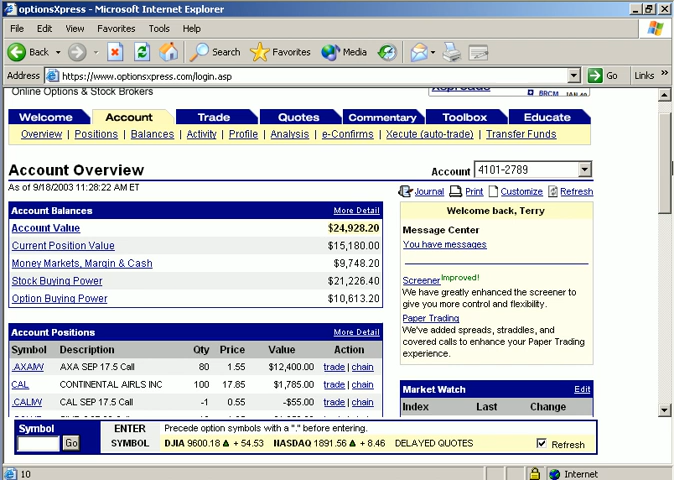 optionsXpress - Microsoft Internet Explorer
File Edit View Favorites Tools Help
Back Search Favorites Media
Address https://www.optionsxpress.com/login.asp Go Links »
Online Options & Stock Brokers
Xspreads BRCM JAN 40
Welcome Account Trade Quotes Commentary Toolbox Educate
Overview | Positions | Balances | Activity | Profile | Analysis | e-Confirms | Xecute (auto-trade) | Transfer Funds
Account Overview Account 4101-2789
As of 9/18/2003 11:28:22 AM ET
Journal Print Customize Refresh
Account Balances More Detail
Account Value $24,928.20
Current Position Value $15,180.00
Money Markets, Margin & Cash $9,748.20
Stock Buying Power $21,226.40
Option Buying Power $10,613.20
Welcome back, Terry
Message Center
You have messages
Screener Improved!
We have greatly enhanced the screener to
give you more control and flexibility.
Paper Trading
We've added spreads, straddles, and
covered calls to enhance your Paper Trading
experience.
Account Positions More Detail
Symbol Description Qty Price Value Action
.AXAIW AXA SEP 17.5 Call 80 1.55 $12,400.00 trade | chain
CAL CONTINENTAL AIRLS INC 100 17.85 $1,785.00 trade | chain
.CALIW CAL SEP 17.5 Call -1 0.55 -$55.00 trade | chain
Market Watch Edit
Index Last Change
Symbol
Go
ENTER SYMBOL
Precede option symbols with a "." before entering.
DJIA 9600.18 ▲ + 54.53 NASDAQ 1891.56 ▲ + 8.46 DELAYED QUOTES
Refresh
10 Internet